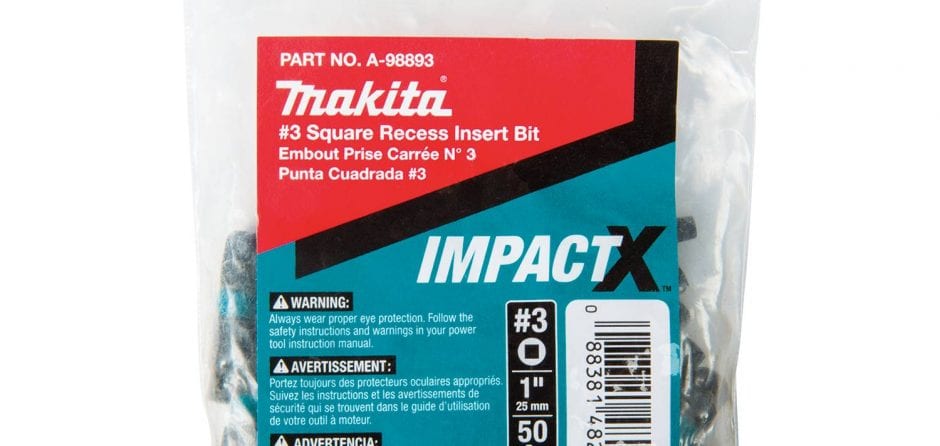 PART NO. A-98893
makita®
#3 Square Recess Insert Bit
Embout Prise Carrée N° 3
Punta Cuadrada #3
IMPACTX™
WARNING:
Always wear proper eye protection. Follow the
safety instructions and warnings in your power
tool instruction manual.
AVERTISSEMENT:
Portez toujours des protecteurs oculaires appropriés.
Suivez les instructions et les avertissements de
sécurité qui se trouvent dans le guide d'utilisation
de votre outil à moteur.
ADVERTENCIA:
#3
1"
25 mm
50
0
88381 48